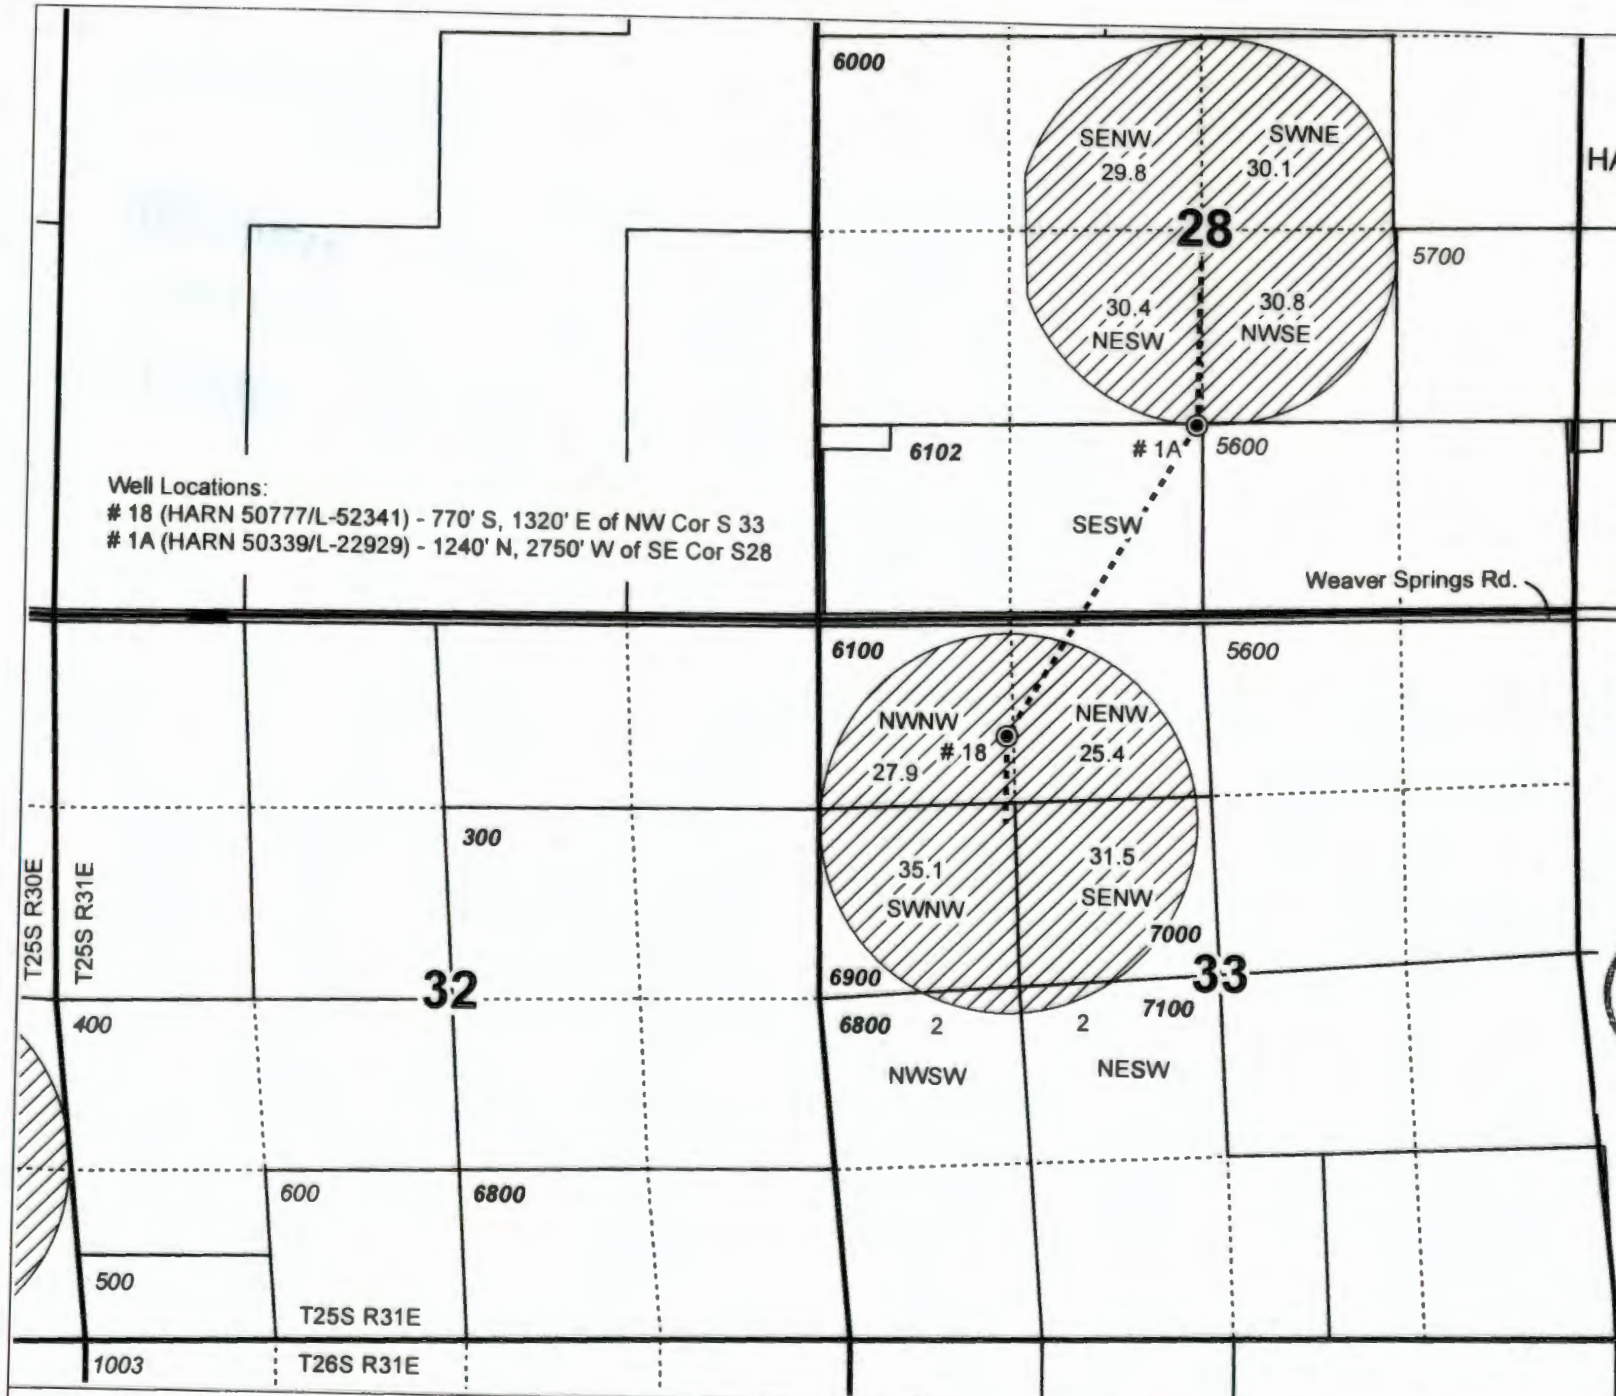 6000
SENW
29.8
SWNE
30.1
HA
28
5700
30.4
NESW
30.8
NWSE
6102
# 1A
5600
Well Locations:
# 18 (HARN 50777/L-52341) - 770' S, 1320' E of NW Cor S 33
# 1A (HARN 50339/L-22929) - 1240' N, 2750' W of SE Cor S28
SESW
Weaver Springs Rd.
6100
5600
NWNW
# 18
27.9
NENW
25.4
300
T25S R30E
T25S R31E
35.1
SWNW
31.5
SENW
7000
32
6900
33
400
6800
2
2
7100
NWSW
NESW
600
6800
500
T25S R31E
1003
T26S R31E